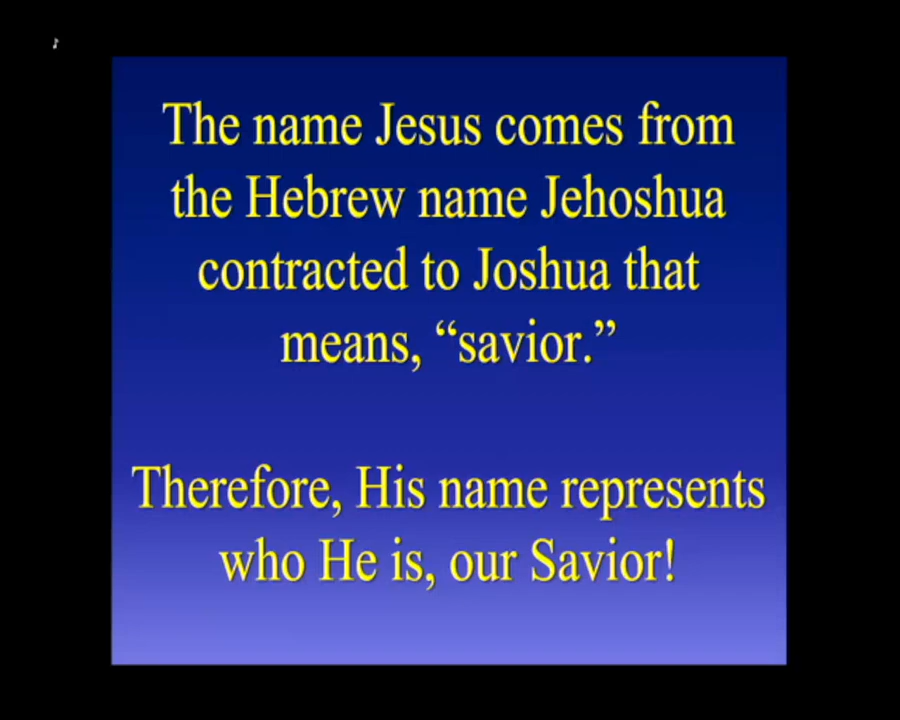 The name Jesus comes from
the Hebrew name Jehoshua
contracted to Joshua that
means, “savior.”
Therefore, His name represents
who He is, our Savior!